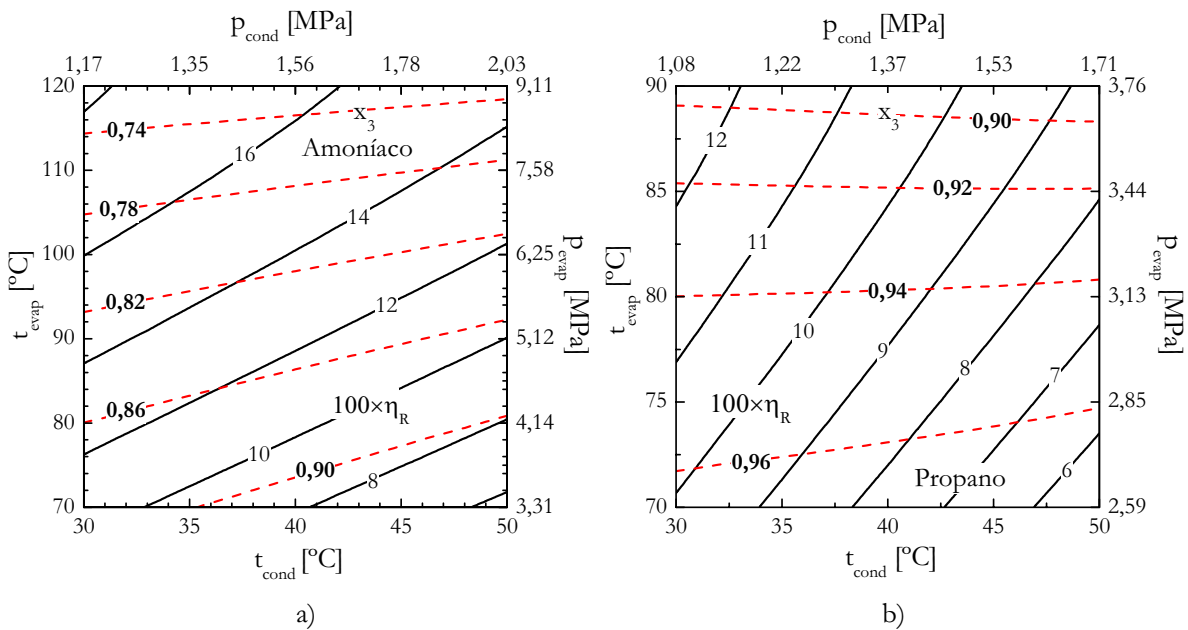 p_cond [MPa]
1,17 1,35 1,56 1,78 2,03
120 9,11
0,74 x_3
Amoníaco
16
110 7,58
0,78 14
100 6,25
0,82 12
t_evap [ºC]
p_evap [MPa]
90 5,12
0,86 100×η_R
80 4,14
10 0,90 8
70 3,31
30 35 40 45 50
t_cond [ºC]
a)
p_cond [MPa]
1,08 1,22 1,37 1,53 1,71
90 3,76
12 x_3 0,90
85 3,44
0,92
11
80 3,13
0,94
t_evap [ºC]
p_evap [MPa]
10 9 8 7
75 2,85
100×η_R
0,96 Propano 6
70 2,59
30 35 40 45 50
t_cond [ºC]
b)